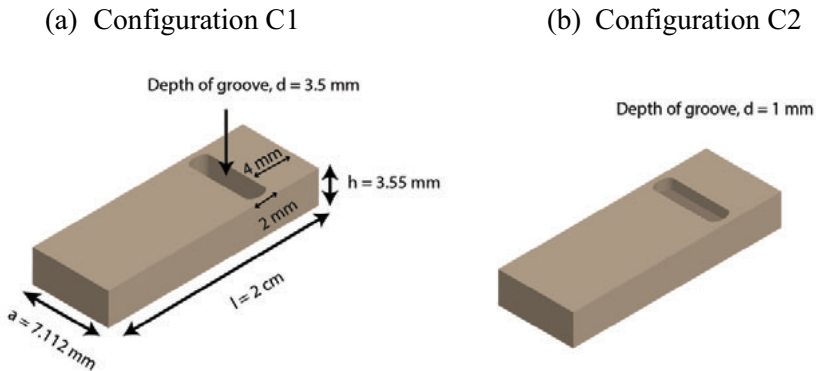 (a) Configuration C1
(b) Configuration C2
Depth of groove, d = 3.5 mm
Depth of groove, d = 1 mm
4 mm
h = 3.55 mm
2 mm
l = 2 cm
a = 7.112 mm